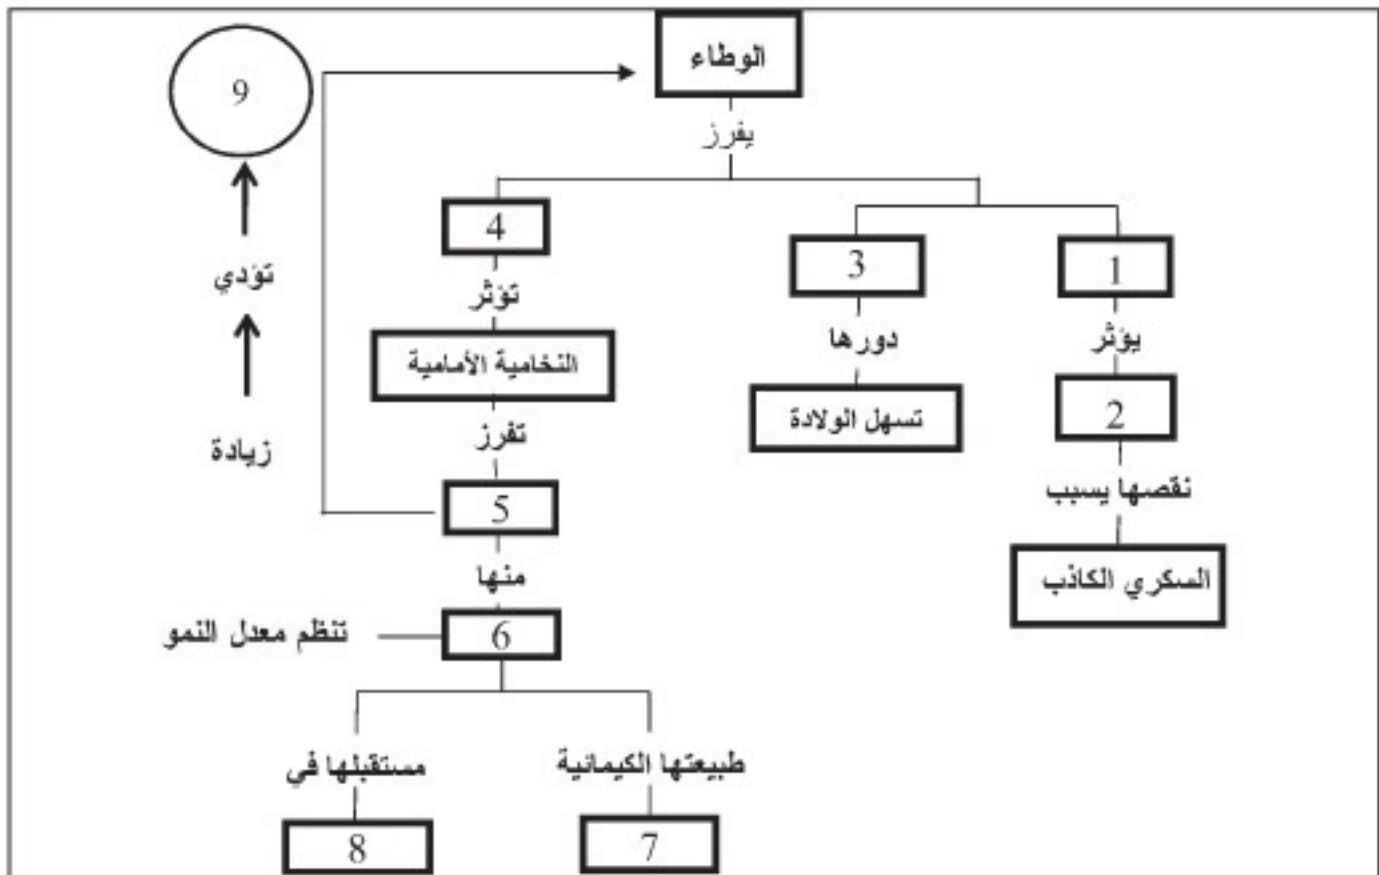 الوطاء
9
يفرز
4
3
1
تؤثر
دورها
يؤثر
تؤدي
النخامية الأمامية
تسهل الولادة
2
تفرز
زيادة
نقصها يسبب
5
السكري الكاذب
منها
6
تنظم معدل النمو
طبيعتها الكيمائية
مستقبلها في
7
8